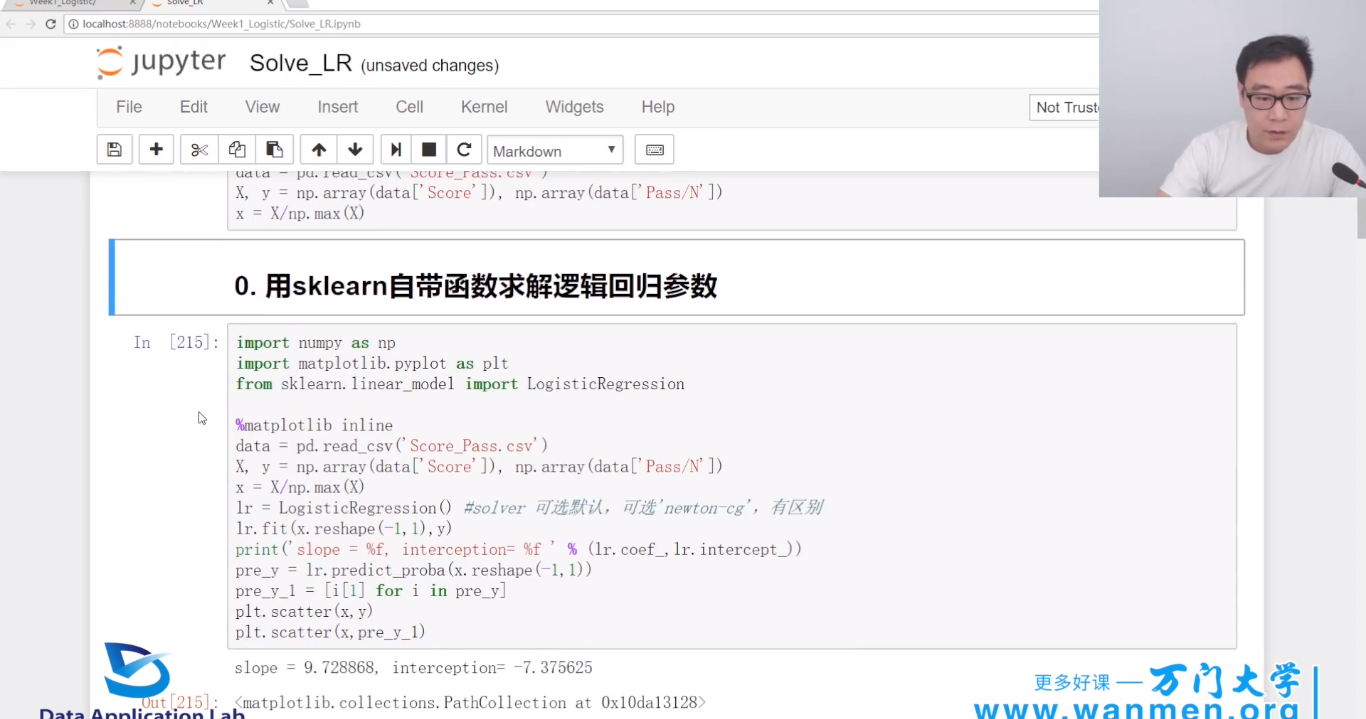 Week1_Logistic/
Solve_LR
localhost:8888/notebooks/Week1_Logistic/Solve_LR.ipynb
jupyter Solve_LR (unsaved changes)
File Edit View Insert Cell Kernel Widgets Help Not Truste
Markdown
data = pd.read_csv('Score_Pass.csv')
X, y = np.array(data['Score']), np.array(data['Pass/N'])
x = X/np.max(X)
0. 用sklearn自带函数求解逻辑回归参数
In [215]:
import numpy as np
import matplotlib.pyplot as plt
from sklearn.linear_model import LogisticRegression
%matplotlib inline
data = pd.read_csv('Score_Pass.csv')
X, y = np.array(data['Score']), np.array(data['Pass/N'])
x = X/np.max(X)
lr = LogisticRegression() #solver 可选默认，可选'newton-cg'，有区别
lr.fit(x.reshape(-1,1),y)
print('slope = %f, interception= %f ' % (lr.coef_,lr.intercept_))
pre_y = lr.predict_proba(x.reshape(-1,1))
pre_y_1 = [i[1] for i in pre_y]
plt.scatter(x,y)
plt.scatter(x,pre_y_1)
slope = 9.728868, interception= -7.375625
Out[215]: <matplotlib.collections.PathCollection at 0x10da13128>
Data Application Lab
更多好课 — 万门大学
www.wanmen.org